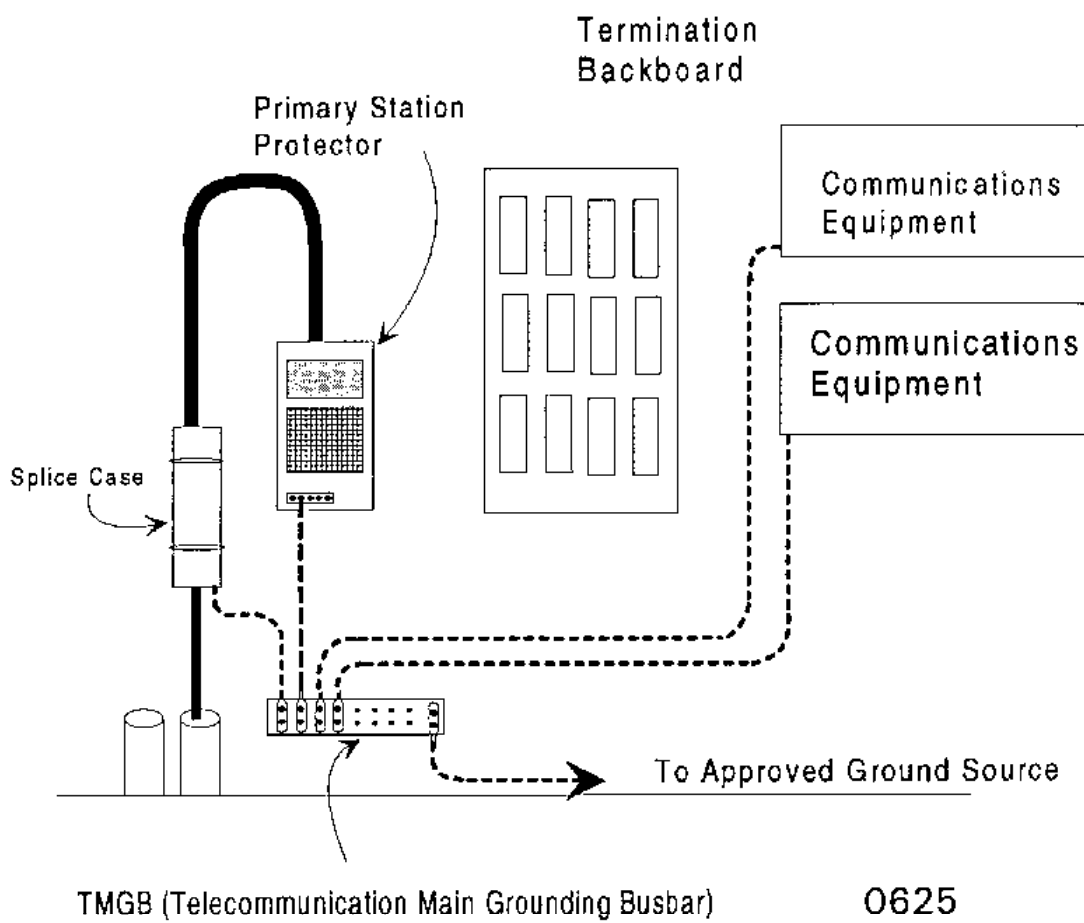 Termination
Backboard
Primary Station
Protector
Communications
Equipment
Communications
Equipment
Splice Case
To Approved Ground Source
TMGB (Telecommunication Main Grounding Busbar)
0625